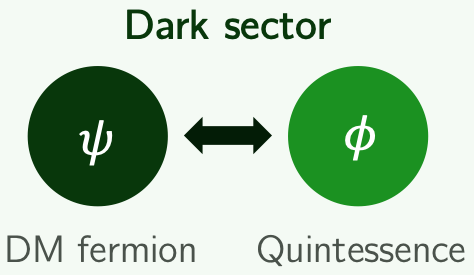 Dark sector
ψ ϕ
DM fermion Quintessence